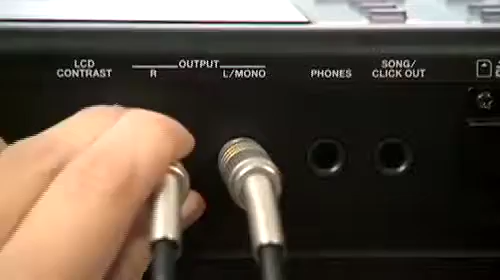 LCD
CONTRAST
OUTPUT
R
L/MONO
PHONES
SONG/
CLICK OUT